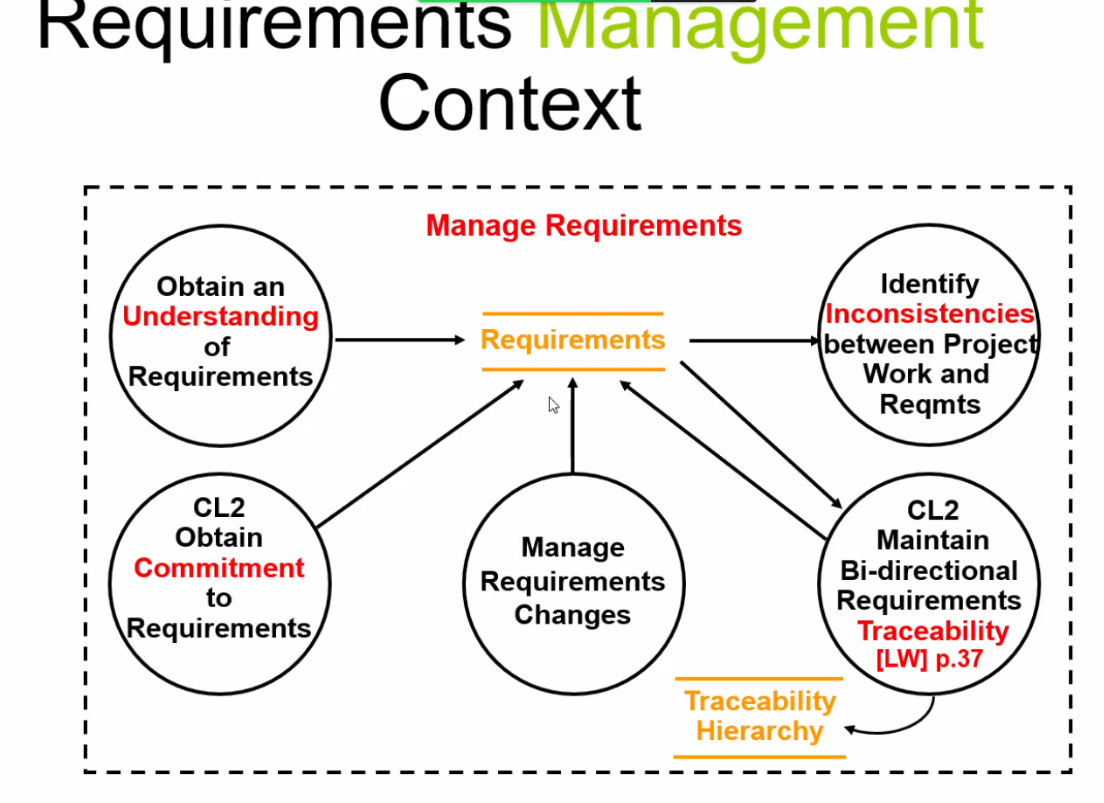 Requirements Management
Context
Manage Requirements
Obtain an
Understanding
of
Requirements
Requirements
Identify
Inconsistencies
between Project
Work and
Reqmts
CL2
Obtain
Commitment
to
Requirements
Manage
Requirements
Changes
CL2
Maintain
Bi-directional
Requirements
Traceability
[LW] p.37
Traceability
Hierarchy